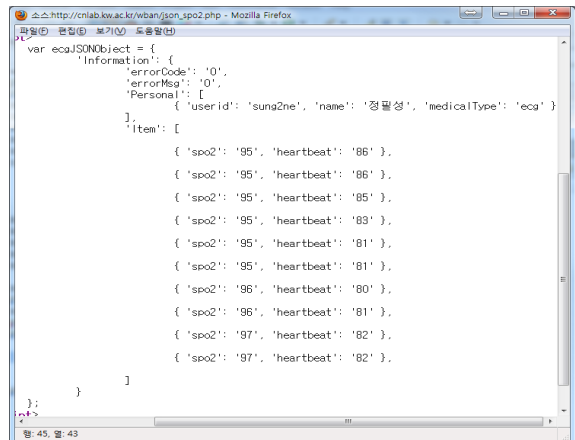 소스:http://cnlab.kw.ac.kr/wban/json_spo2.php - Mozilla Firefox
파일(F) 편집(E) 보기(V) 도움말(H)
var ecgJSONObject = {
'Information': {
'errorCode': '0',
'errorMsg': '0',
'Personal': [
{ 'userid': 'sung2ne', 'name': '정필성', 'medicalType': 'ecg' }
],
'Item': [
{ 'spo2': '95', 'heartbeat': '86' },
{ 'spo2': '95', 'heartbeat': '86' },
{ 'spo2': '95', 'heartbeat': '85' },
{ 'spo2': '95', 'heartbeat': '83' },
{ 'spo2': '95', 'heartbeat': '81' },
{ 'spo2': '95', 'heartbeat': '81' },
{ 'spo2': '96', 'heartbeat': '80' },
{ 'spo2': '96', 'heartbeat': '81' },
{ 'spo2': '97', 'heartbeat': '82' },
{ 'spo2': '97', 'heartbeat': '82' },
]
}
};
행: 45, 열: 43